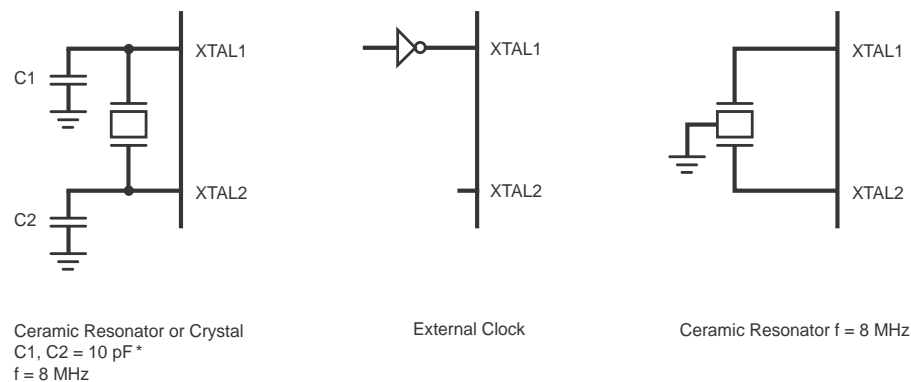 XTAL1
C1
XTAL2
C2
Ceramic Resonator or Crystal
C1, C2 = 10 pF *
f = 8 MHz
XTAL1
XTAL2
External Clock
XTAL1
XTAL2
Ceramic Resonator f = 8 MHz